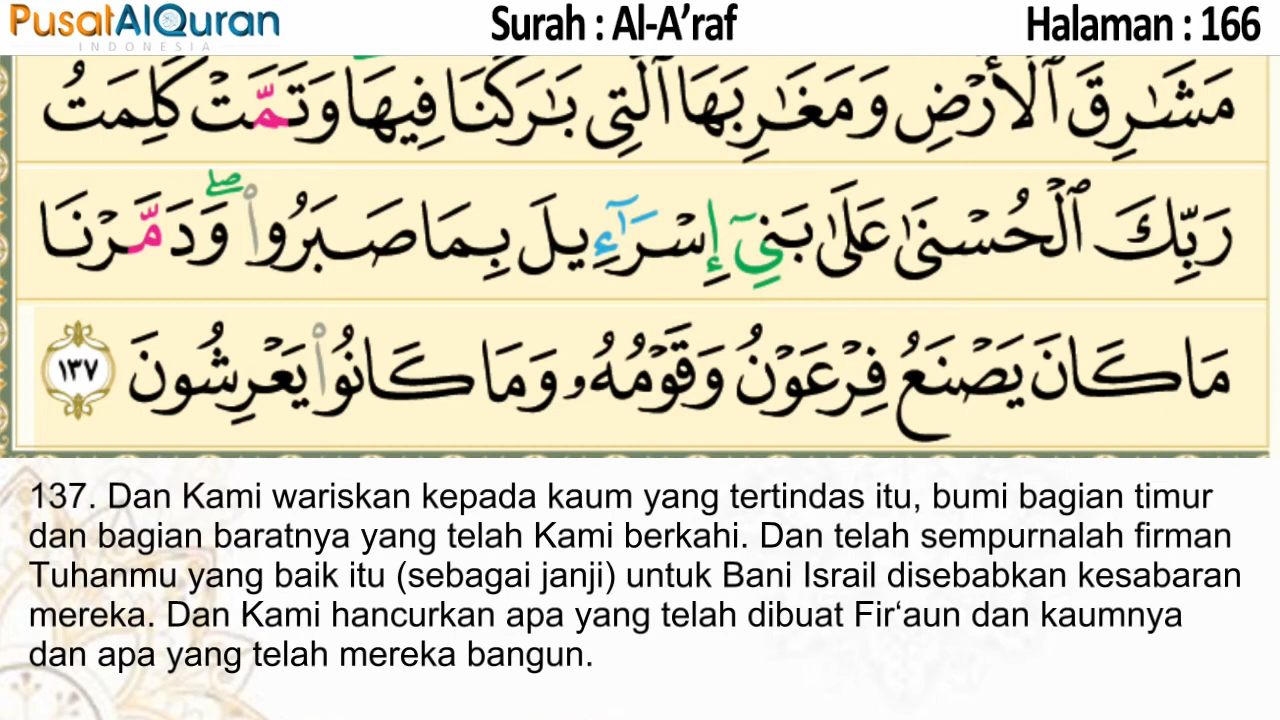 PusatAlQuran
INDONESIA
Surah : Al-A’raf
Halaman : 166
مَشَٰرِقَ ٱلْأَرْضِ وَمَغَٰرِبَهَا ٱلَّتِى بَٰرَكْنَا فِيهَا وَتَمَّتْ كَلِمَتُ
رَبِّكَ ٱلْحُسْنَىٰ عَلَىٰ بَنِىٓ إِسْرَٰٓءِيلَ بِمَا صَبَرُوا۟ ۖ وَدَمَّرْنَا
مَا كَانَ يَصْنَعُ فِرْعَوْنُ وَقَوْمُهُۥ وَمَا كَانُوا۟ يَعْرِشُونَ ١٣٧
137. Dan Kami wariskan kepada kaum yang tertindas itu, bumi bagian timur
dan bagian baratnya yang telah Kami berkahi. Dan telah sempurnalah firman
Tuhanmu yang baik itu (sebagai janji) untuk Bani Israil disebabkan kesabaran
mereka. Dan Kami hancurkan apa yang telah dibuat Fir‘aun dan kaumnya
dan apa yang telah mereka bangun.